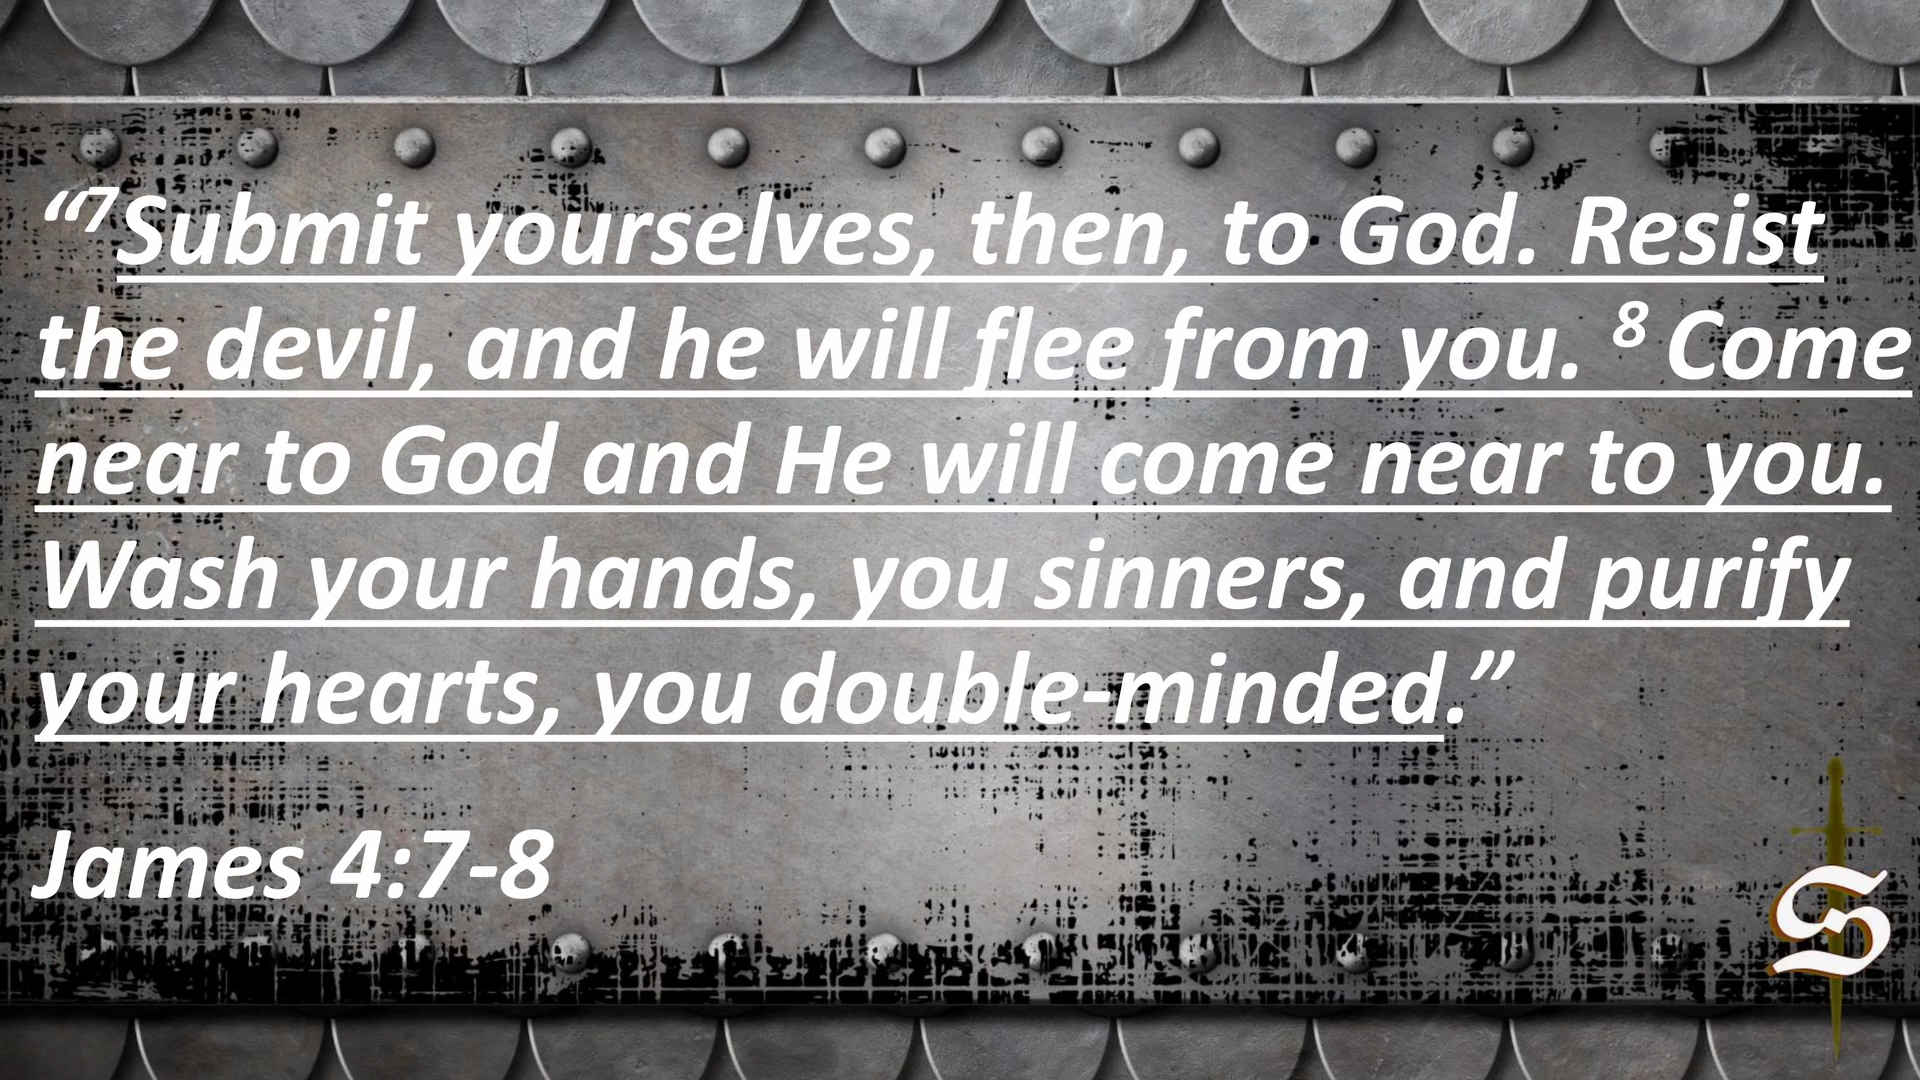 “⁷Submit yourselves, then, to God. Resist
the devil, and he will flee from you. ⁸ Come
near to God and He will come near to you.
Wash your hands, you sinners, and purify
your hearts, you double-minded.”
James 4:7-8
S